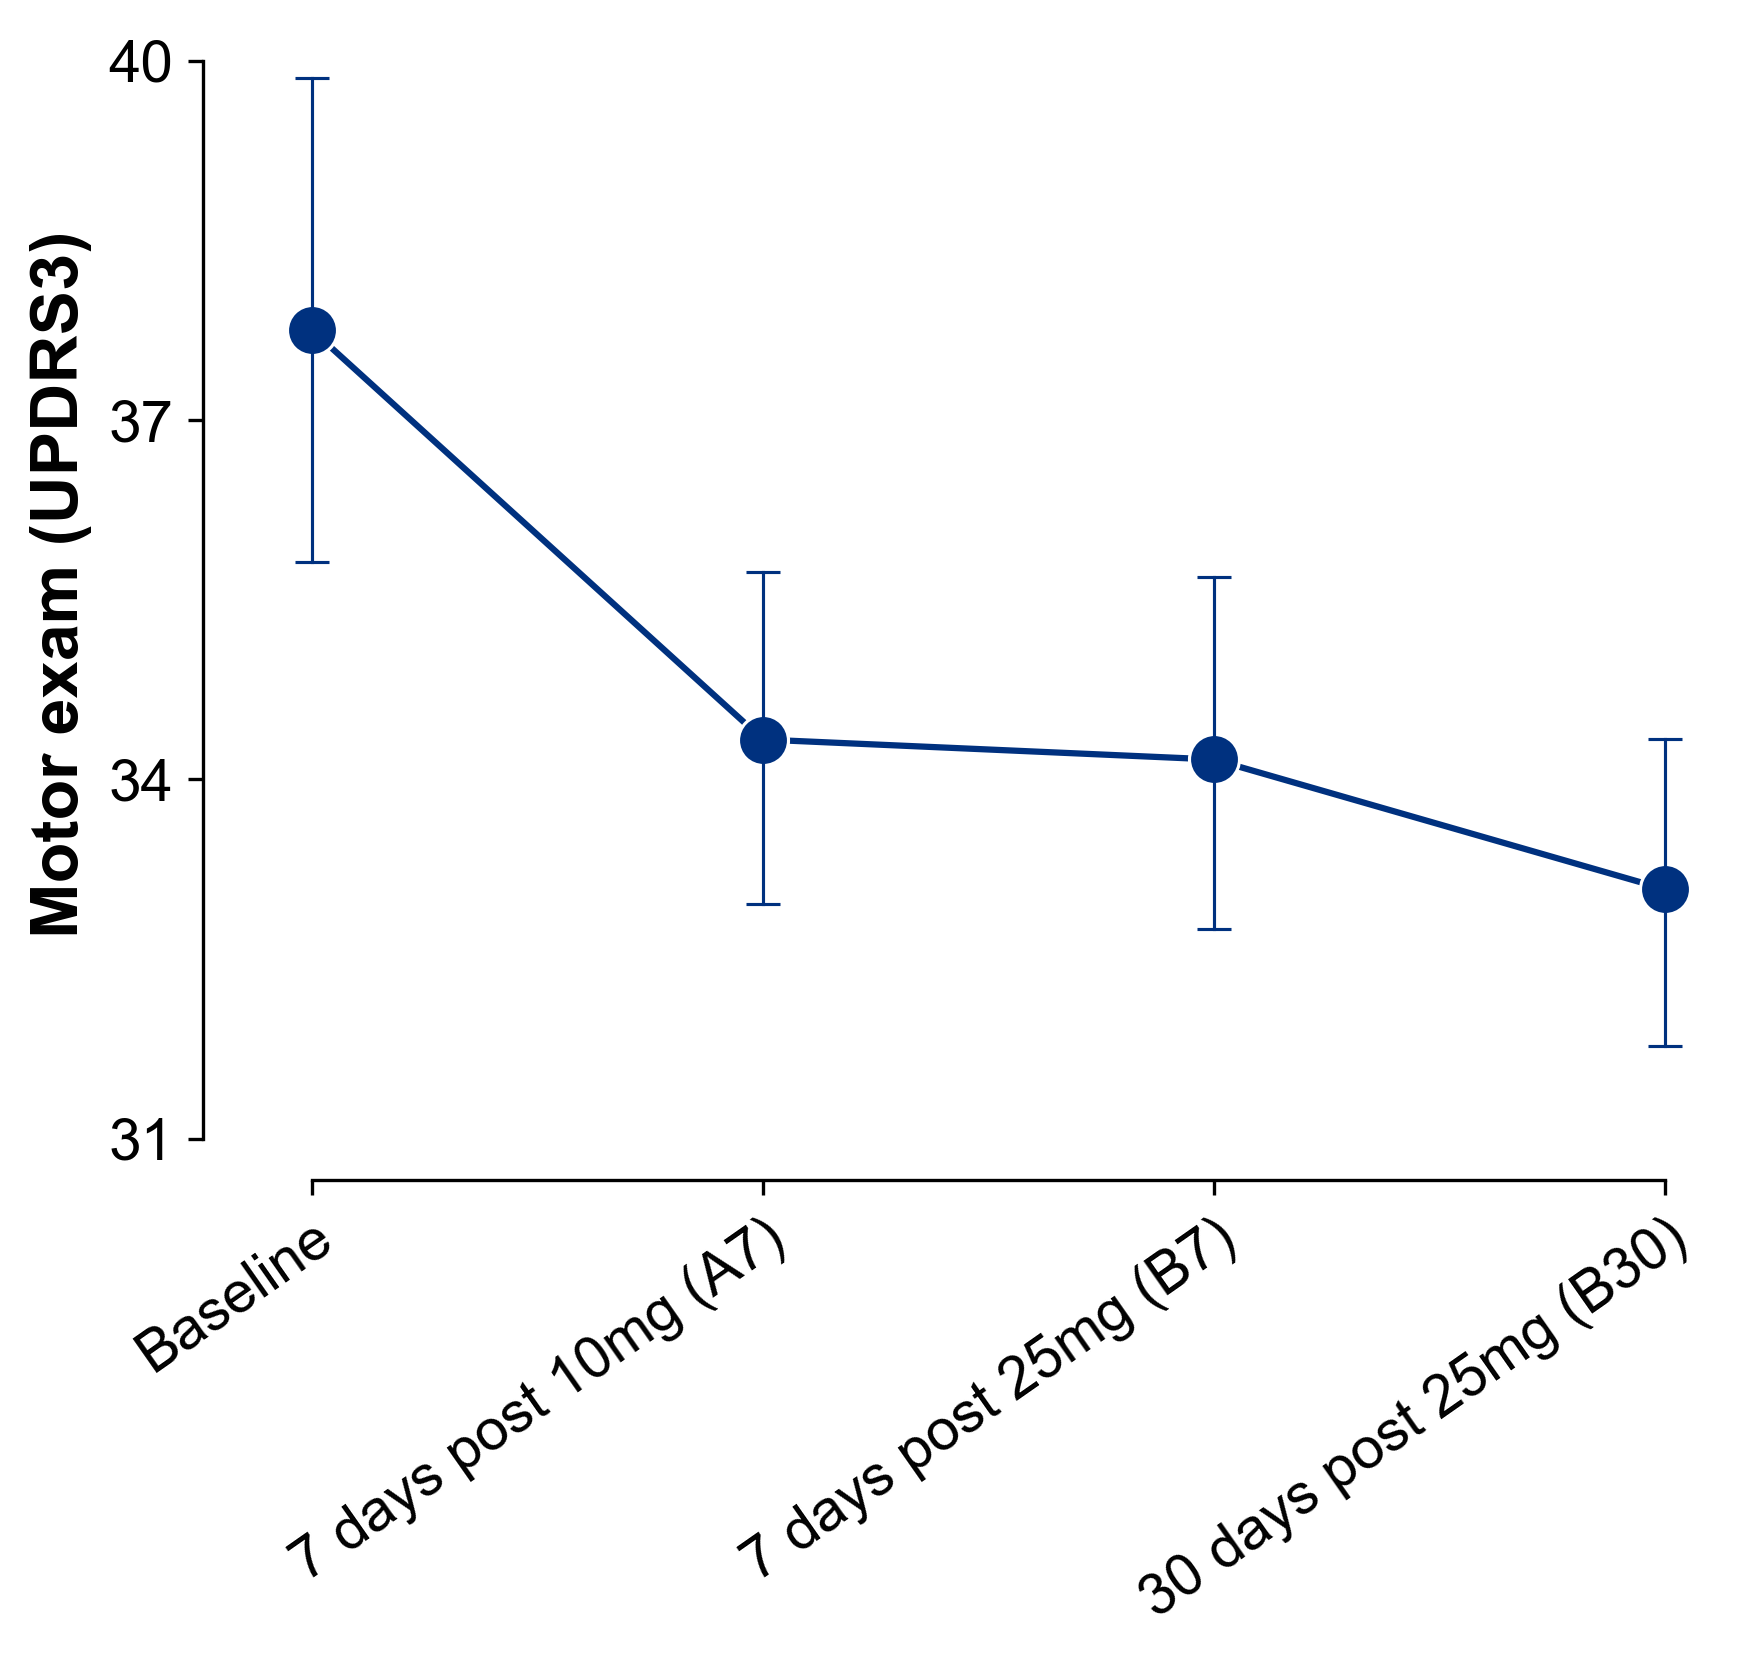 Motor exam (UPDRS3)
40
37
34
31
Baseline
7 days post 10mg (A7)
7 days post 25mg (B7)
30 days post 25mg (B30)